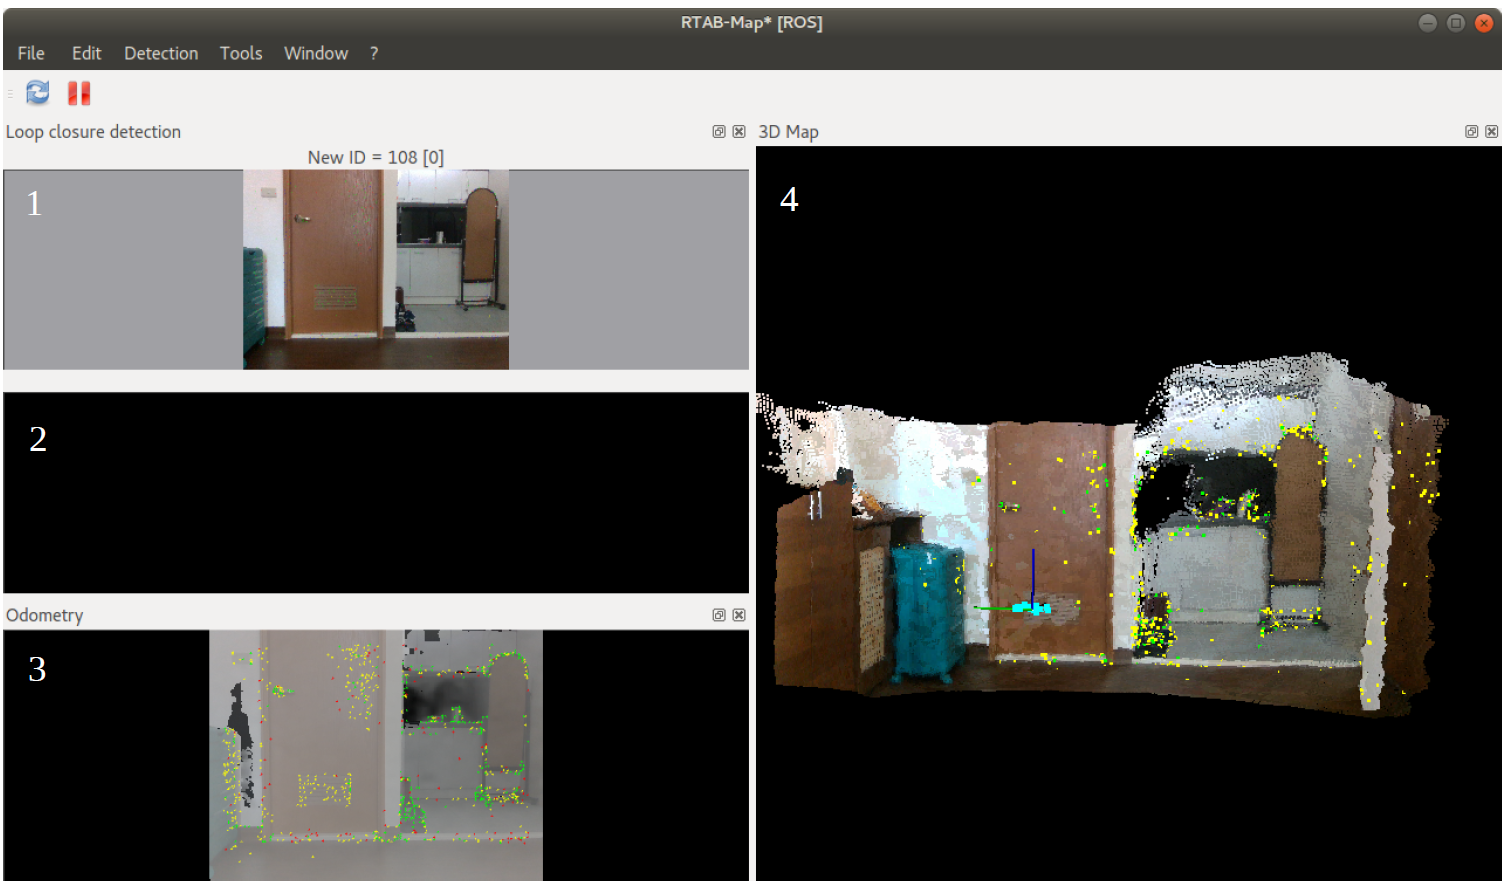 RTAB-Map* [ROS]
File Edit Detection Tools Window ?
Loop closure detection
New ID = 108 [0]
1
2
Odometry
3
3D Map
4